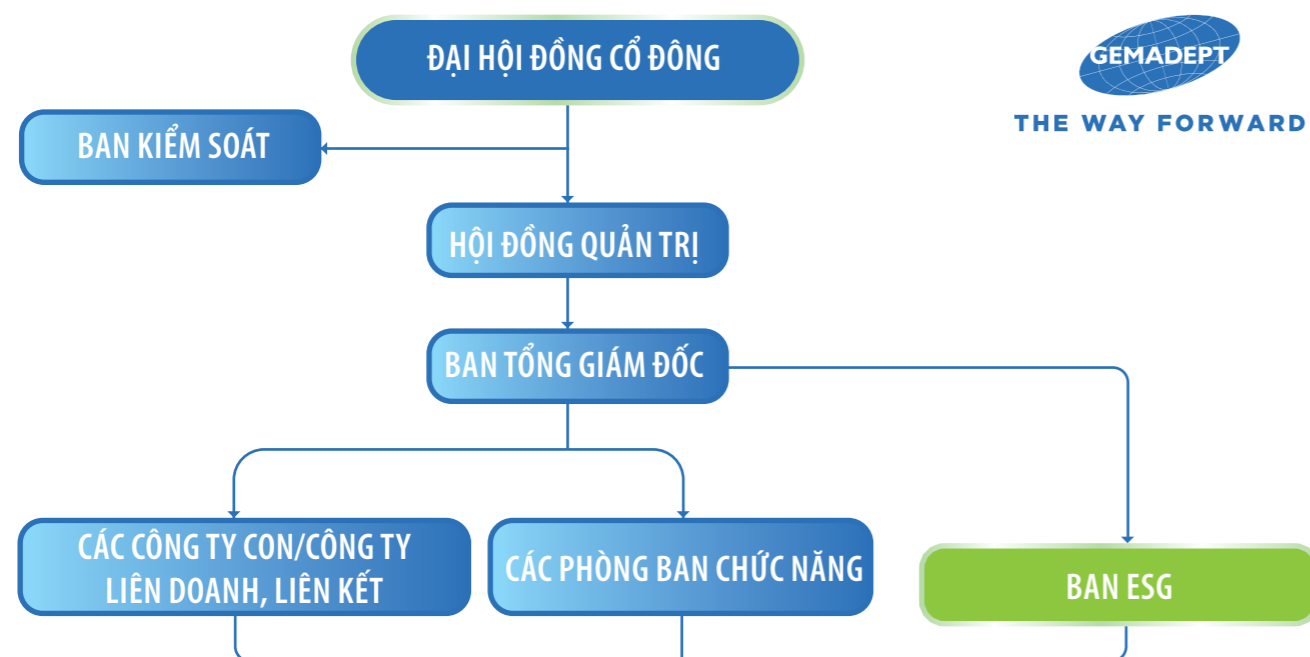 ĐẠI HỘI ĐỒNG CỔ ĐÔNG
GEMADEPT
THE WAY FORWARD
BAN KIỂM SOÁT
HỘI ĐỒNG QUẢN TRỊ
BAN TỔNG GIÁM ĐỐC
CÁC CÔNG TY CON/CÔNG TY
LIÊN DOANH, LIÊN KẾT
CÁC PHÒNG BAN CHỨC NĂNG
BAN ESG